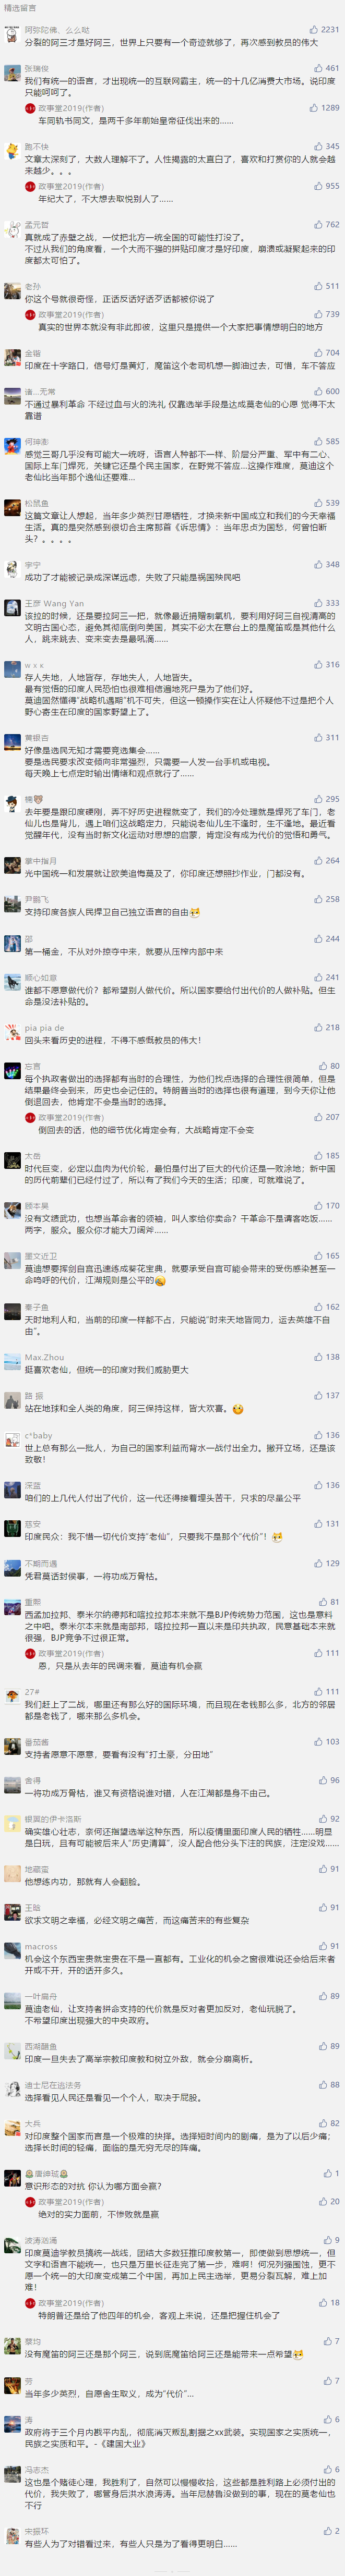 精选留言
阿弥陀佛、么么哒 2231
分裂的阿三才是好阿三，世界上只要有一个奇迹就够了，再次感到教员的伟大
张瑞俊 461
我们有统一的语言，才出现统一的互联网霸主，统一的十几亿消费大市场。说印度
只能呵呵了。
政事堂2019(作者) 1289
车同轨书同文，是两千多年前始皇帝征伐出来的......
跑不快 345
文章太深刻了，大数人理解不了。人性揭露的太直白了，喜欢和打赏你的人就会越
来越少。。。
政事堂2019(作者) 955
年纪大了，不大想去取悦别人了......
孟元哲 762
真就成了赤壁之战，一仗把北方一统全国的可能性打没了。
不过从我们的角度看，一个大而不强的拼贴印度才是好印度，崩溃或凝聚起来的印
度都太可怕了。
老孙 511
你这个号就很奇怪，正话反话好话歹话都被你说了
政事堂2019(作者) 739
真实的世界本就没有非此即彼，这里只是提供一个大家把事情想明白的地方
金锴 704
印度在十字路口，信号灯是黄灯，魔笛这个老司机想一脚油过去，可惜，车不答应
境...无常 600
不通过暴利革命 不经过血与火的洗礼 仅靠选举手段是达成莫老仙的心愿 觉得不太
靠谱
何珅澎 585
感觉三哥几乎没有可能大一统呀，语言人种都不一样、阶层分严重、军中有二心、
国际上车门焊死，关键它还是个民主国家，在野党不答应...这操作难度，莫迪这个
老仙比当年那个逸仙还要难...
松鼠鱼 539
这篇文章让人想起，当年多少英烈甘愿牺牲，才换来新中国成立和我们的今天幸福
生活。真的是突然感到很切合主席那首《诉忠情》：当年忠贞为国愁，何曾怕断
头？。。。。
宇宁 348
成功了才能被记录成深谋远虑，失败了只能是祸国殃民吧
王彦 Wang Yan 333
该拉的时候，还是要拉阿三一把，就像最近捐赠制氧机，要利用好阿三自视清高的
文明古国心态，避免其彻底倒向美国，其实不必太在意台上的是魔笛或是其他什么
人，跳来跳去、变来变去是最吼滴......
w x x 316
存人失地，人地皆存，存地失人，人地皆失。
最有觉悟的印度人民恐怕也很难相信遍地死尸是为了他们好。
莫迪固然懂得“战略机遇期”机不可失，但这一顿操作实在让人怀疑他不过是把个人
野心寄生在印度的国家野望上了。
黄银杏 311
好像是选民无知才需要竞选集会......
要是选民要求改变倾向非常强烈，只需要一人发一台手机或电视。
每天晚上七点定时输出情绪和观点就行了......
295
去年要是跟印度硬刚，弄不好历史进程就变了，我们的冷处理就是焊死了车门，老
仙儿也是背儿，遇上咱们这战略定力，只能说老仙儿生不逢时，生不逢地。最近看
觉醒年代，没有当时新文化运动对思想的启蒙，肯定没有成为代价的觉悟和勇气。
掌中指月 264
光中国统一和发展就让欧美追悔莫及了，你印度还想照抄作业，门都没有。
尹鹏飞 258
支持印度各族人民捍卫自己独立语言的自由
邵 244
第一桶金，不从对外掠夺中来，就要从压榨内部中来
顺心如意 241
谁都不愿意做代价？都希望别人做代价。所以国家要给付出代价的人做补贴。但生
命是没法补贴的。
pia pia de 218
回头来看历史的进程，不得不感慨教员的伟大！
忘言 80
每个执政者做出的选择都有当时的合理性，为他们找点选择的合理性很简单，但是
结果最终会到来，历史也会记住的。特朗普当时的选择也很有道理，到今天你让他
倒退回去，他肯定不会是当时的选择。
政事堂2019(作者) 207
倒回去的话，他的细节优化肯定会有，大战略肯定不会变
太岳 185
时代巨变，必定以血肉为代价轮，最怕是付出了巨大的代价还是一败涂地；新中国
的历代前辈们已经付过了，所以有了我们今天的生活；印度，可就难说了。
顾本昊 170
没有文绩武功，也想当革命者的领袖，叫人家给你卖命？干革命不是请客吃饭......
两字，服众。服众你才能大刀阔斧......
重文近卫 165
莫迪想要挥剑自宫迅速练成葵花宝典，就要承受自宫可能会带来的受伤感染甚至一
命呜呼的代价，江湖规则是公平的
秦子鱼 162
天时地利人和，当前的印度一样都不占，只能说“时来天地皆同力，运去英雄不自
由”。
Max.Zhou 138
挺喜欢老仙，但统一的印度对我们威胁更大
路 振 137
站在地球和全人类的角度，阿三保持这样，皆大欢喜。
c*baby 136
世上总有那么一批人，为自己的国家利益而背水一战付出全力。撇开立场，还是该
致敬！
深蓝 136
咱们的上几代人付出了代价，这一代还得接着埋头苦干，只求的尽量公平
慈安 131
印度民众：我不惜一切代价支持“老仙”，只要我不是那个“代价”！
不期而遇 129
凭君莫话封侯事，一将功成万骨枯。
重熙 81
西孟加拉邦、泰米尔纳德邦和喀拉拉邦本来就不是BJP传统势力范围，这也是意料
之中吧。泰米尔本来就是南部邦，喀拉拉邦一直以来是印共执政，民意基础本来就
很强，BJP竞争不过很正常。
政事堂2019(作者) 111
恩，只是从去年的民调来看，莫迪有机会赢
27# 111
我们赶上了二战，哪里还有那么好的国际环境，而且现在老钱那么多，北方的邻居
都是老钱了，哪来那么多机会。
番茄酱 103
支持者愿意不愿意，要看有没有“打土豪，分田地”
舍得 96
一将功成万骨枯，谁又有资格说谁对错，人在江湖都是身不由己。
银翼的伊卡洛斯 92
确实雄心壮志，奈何还指望选举这种东西，所以疫情里面印度人民的牺牲......明显
是白玩，且有可能被后来人“历史清算”，没人配合他分头下注的民族，注定没戏......
地藏蛮 91
他想练内功，那就有人会翻脸。
王晗 91
欲求文明之幸福，必经文明之痛苦，而这痛苦来的有些复杂
macross 91
机会这个东西宝贵就宝贵在不是一直都有。工业化的机会之窗很难说还会给后来者
开或不开，开的话开多久。
一叶扁舟 89
莫迪老仙，让支持者拼命支持的代价就是反对者更加反对，老仙玩脱了。
不希望印度出现强大的中央政府。
西湖醋鱼 89
印度一旦失去了高举宗教印度教和树立外敌，就会分崩离析。
迪士尼在逃法务 88
选择看见人民还是看见一个个人，取决于屁股。
大兵 82
对印度整个国家而言是一个极难的抉择。选择短时间内的剧痛，是为了以后少痛；
选择长时间的轻痛，面临的是无穷无尽的阵痛。
唐珅琥 1
意识形态的对抗 你认为哪方面会赢？
政事堂2019(作者) 20
绝对的实力面前，不惨败就是赢
波涛汹涌 9
印度莫迪学教员搞统一战线，团结大多数狂推印度教第一，即使做到思想统一，但
文字和语言不能统一，也只是万里长征走完了第一步，难啊！何况列强围蚀，更不
愿一个统一的大印度变成第二个中国，再加上民主选举，更易分裂瓦解，难上加
难！
政事堂2019(作者) 18
特朗普还是给了他四年的机会，客观上来说，还是把握住机会了
蔡均 7
没有魔笛的阿三还是那个阿三，说到底魔笛给阿三还是能带来一点希望
劳 7
当年多少英烈，自愿舍生取义，成为“代价”...
涛 6
政府将于三个月内戡平内乱，彻底消灭叛乱割据之xx武装。实现国家之实质统一，
民族之实质和平。-《建国大业》
冯志杰 6
这也是个赌徒心理，我胜利了，自然可以慢慢收拾，这些都是胜利路上必须付出的
代价，我失败了，哪管身后洪水浪涛涛。当年尼赫鲁没做到的事，现在的莫老仙也
不行
宋振环 2
有些人为了对错看过来，有些人只是为了看得更明白......